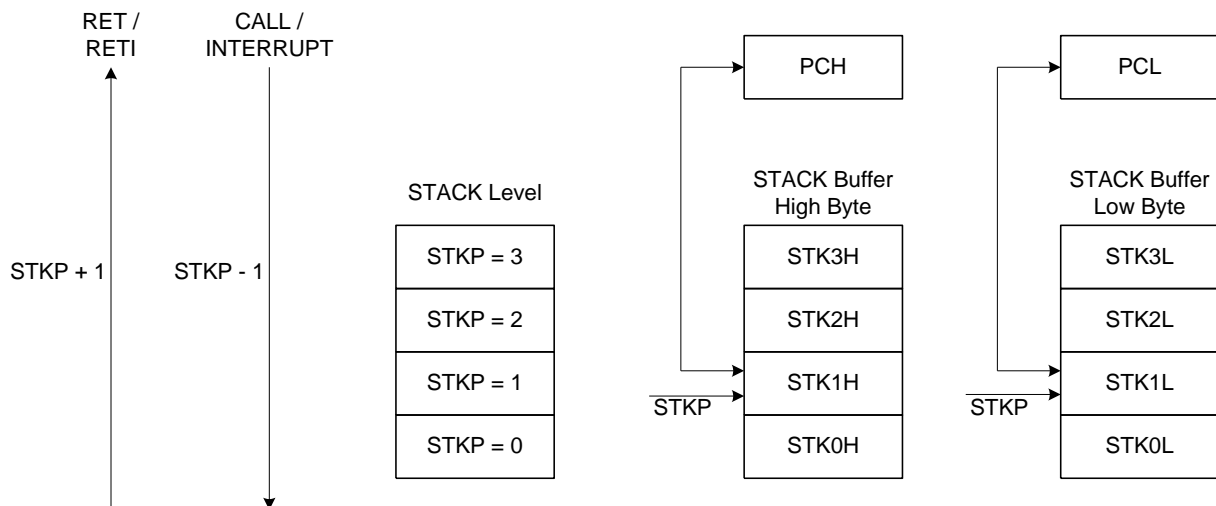 RET /
RETI
CALL /
INTERRUPT
PCH
PCL
STACK Level
STACK Buffer
High Byte
STACK Buffer
Low Byte
STKP + 1
STKP - 1
STKP = 3
STK3H
STK3L
STKP = 2
STK2H
STK2L
STKP = 1
STK1H
STK1L
STKP
STKP
STKP = 0
STK0H
STK0L